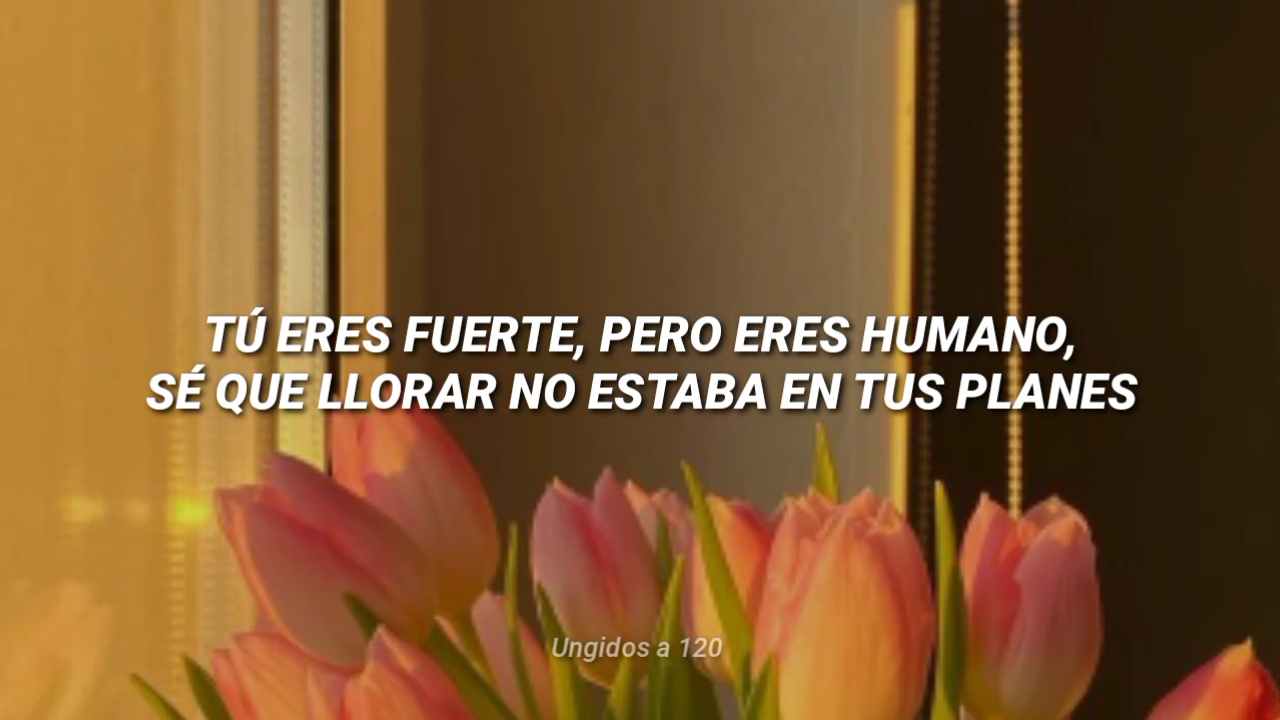 TÚ ERES FUERTE, PERO ERES HUMANO,
SÉ QUE LLORAR NO ESTABA EN TUS PLANES
Ungidos a 120